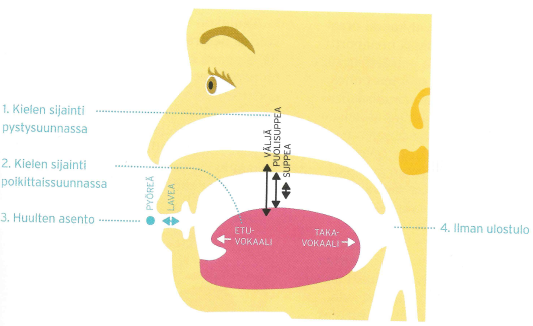 1. Kielen sijainti
pystysuunnassa
2. Kielen sijainti
poikittaissuunnassa
3. Huulten asento
PYÖREÄ
LAVEA
VÄLJÄ
PUOLISUPPEA
SUPPEA
ETU-
VOKAALI
TAKA-
VOKAALI
4. Ilman ulostulo